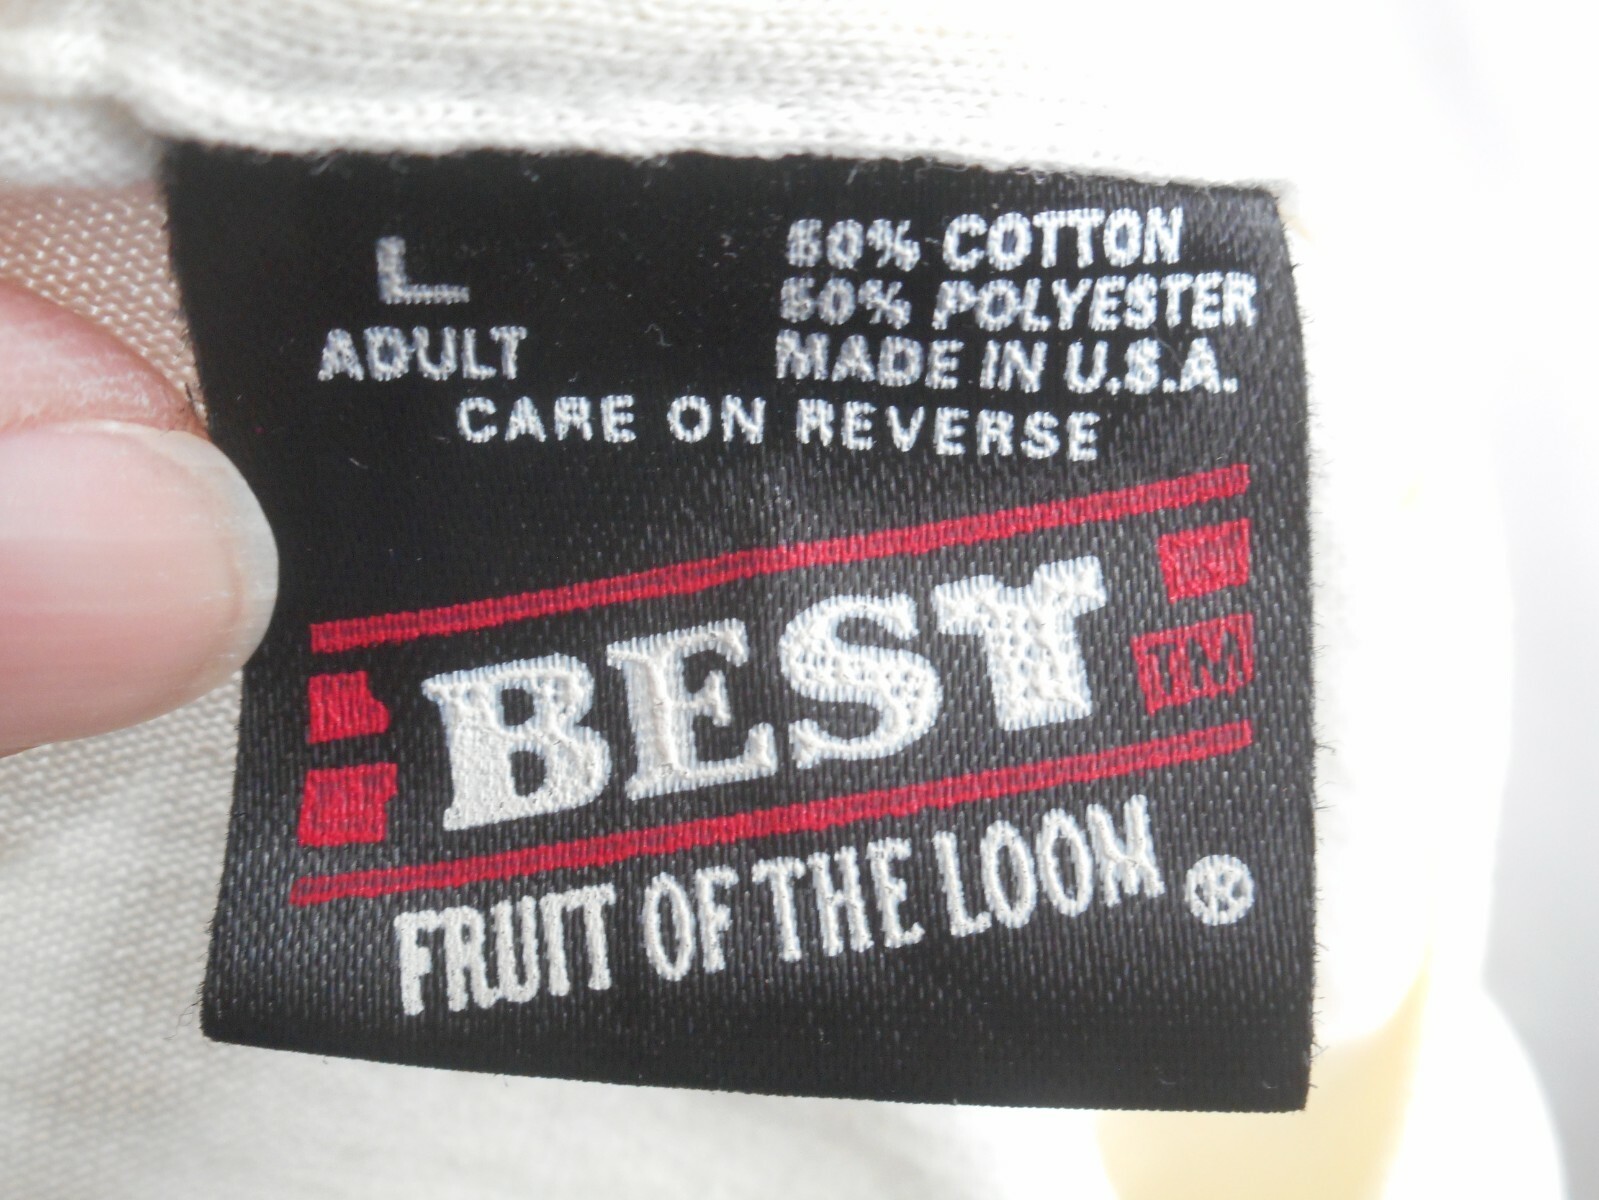 L
ADULT
50% COTTON
50% POLYESTER
MADE IN U.S.A.
CARE ON REVERSE
BEST
TM
FRUIT OF THE LOOM ®